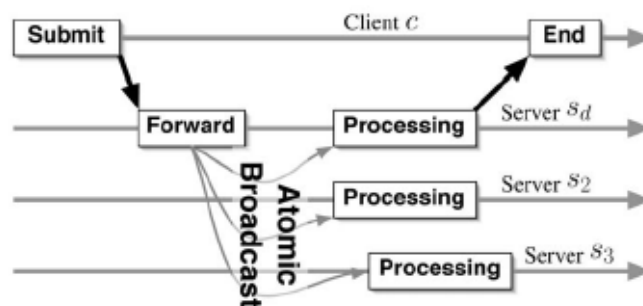 Submit
Client c
End
Forward
Processing
Server s_d
Atomic
Broadcast
Processing
Server s_2
Processing
Server s_3